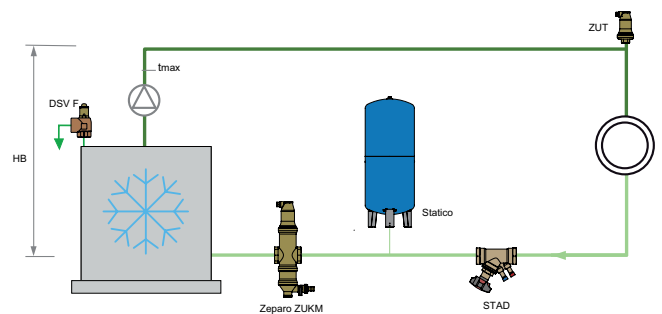 ZUT
tmax
DSV F
HB
Statico
Zeparo ZUKM
STAD